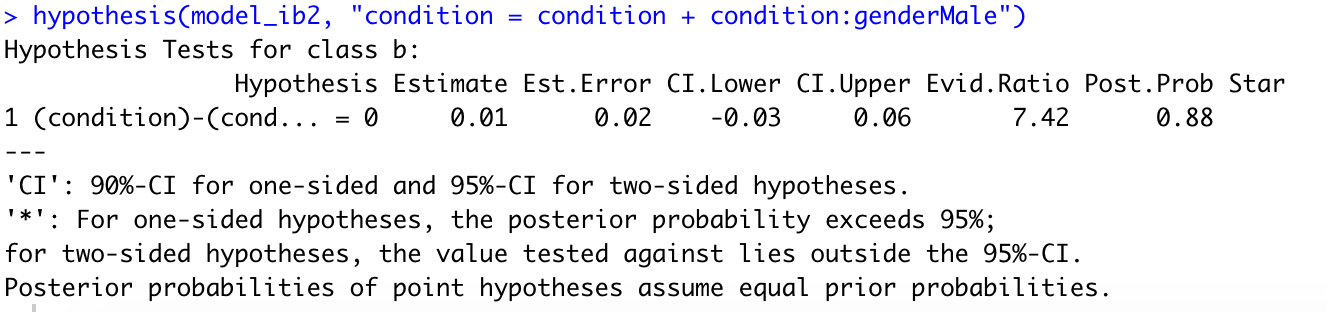 > hypothesis(model_ib2, "condition = condition + condition:genderMale")
Hypothesis Tests for class b:
                Hypothesis Estimate Est.Error CI.Lower CI.Upper Evid.Ratio Post.Prob Star
1 (condition)-(cond... = 0     0.01      0.02    -0.03     0.06       7.42      0.88
---
'CI': 90%-CI for one-sided and 95%-CI for two-sided hypotheses.
'*': For one-sided hypotheses, the posterior probability exceeds 95%;
for two-sided hypotheses, the value tested against lies outside the 95%-CI.
Posterior probabilities of point hypotheses assume equal prior probabilities.